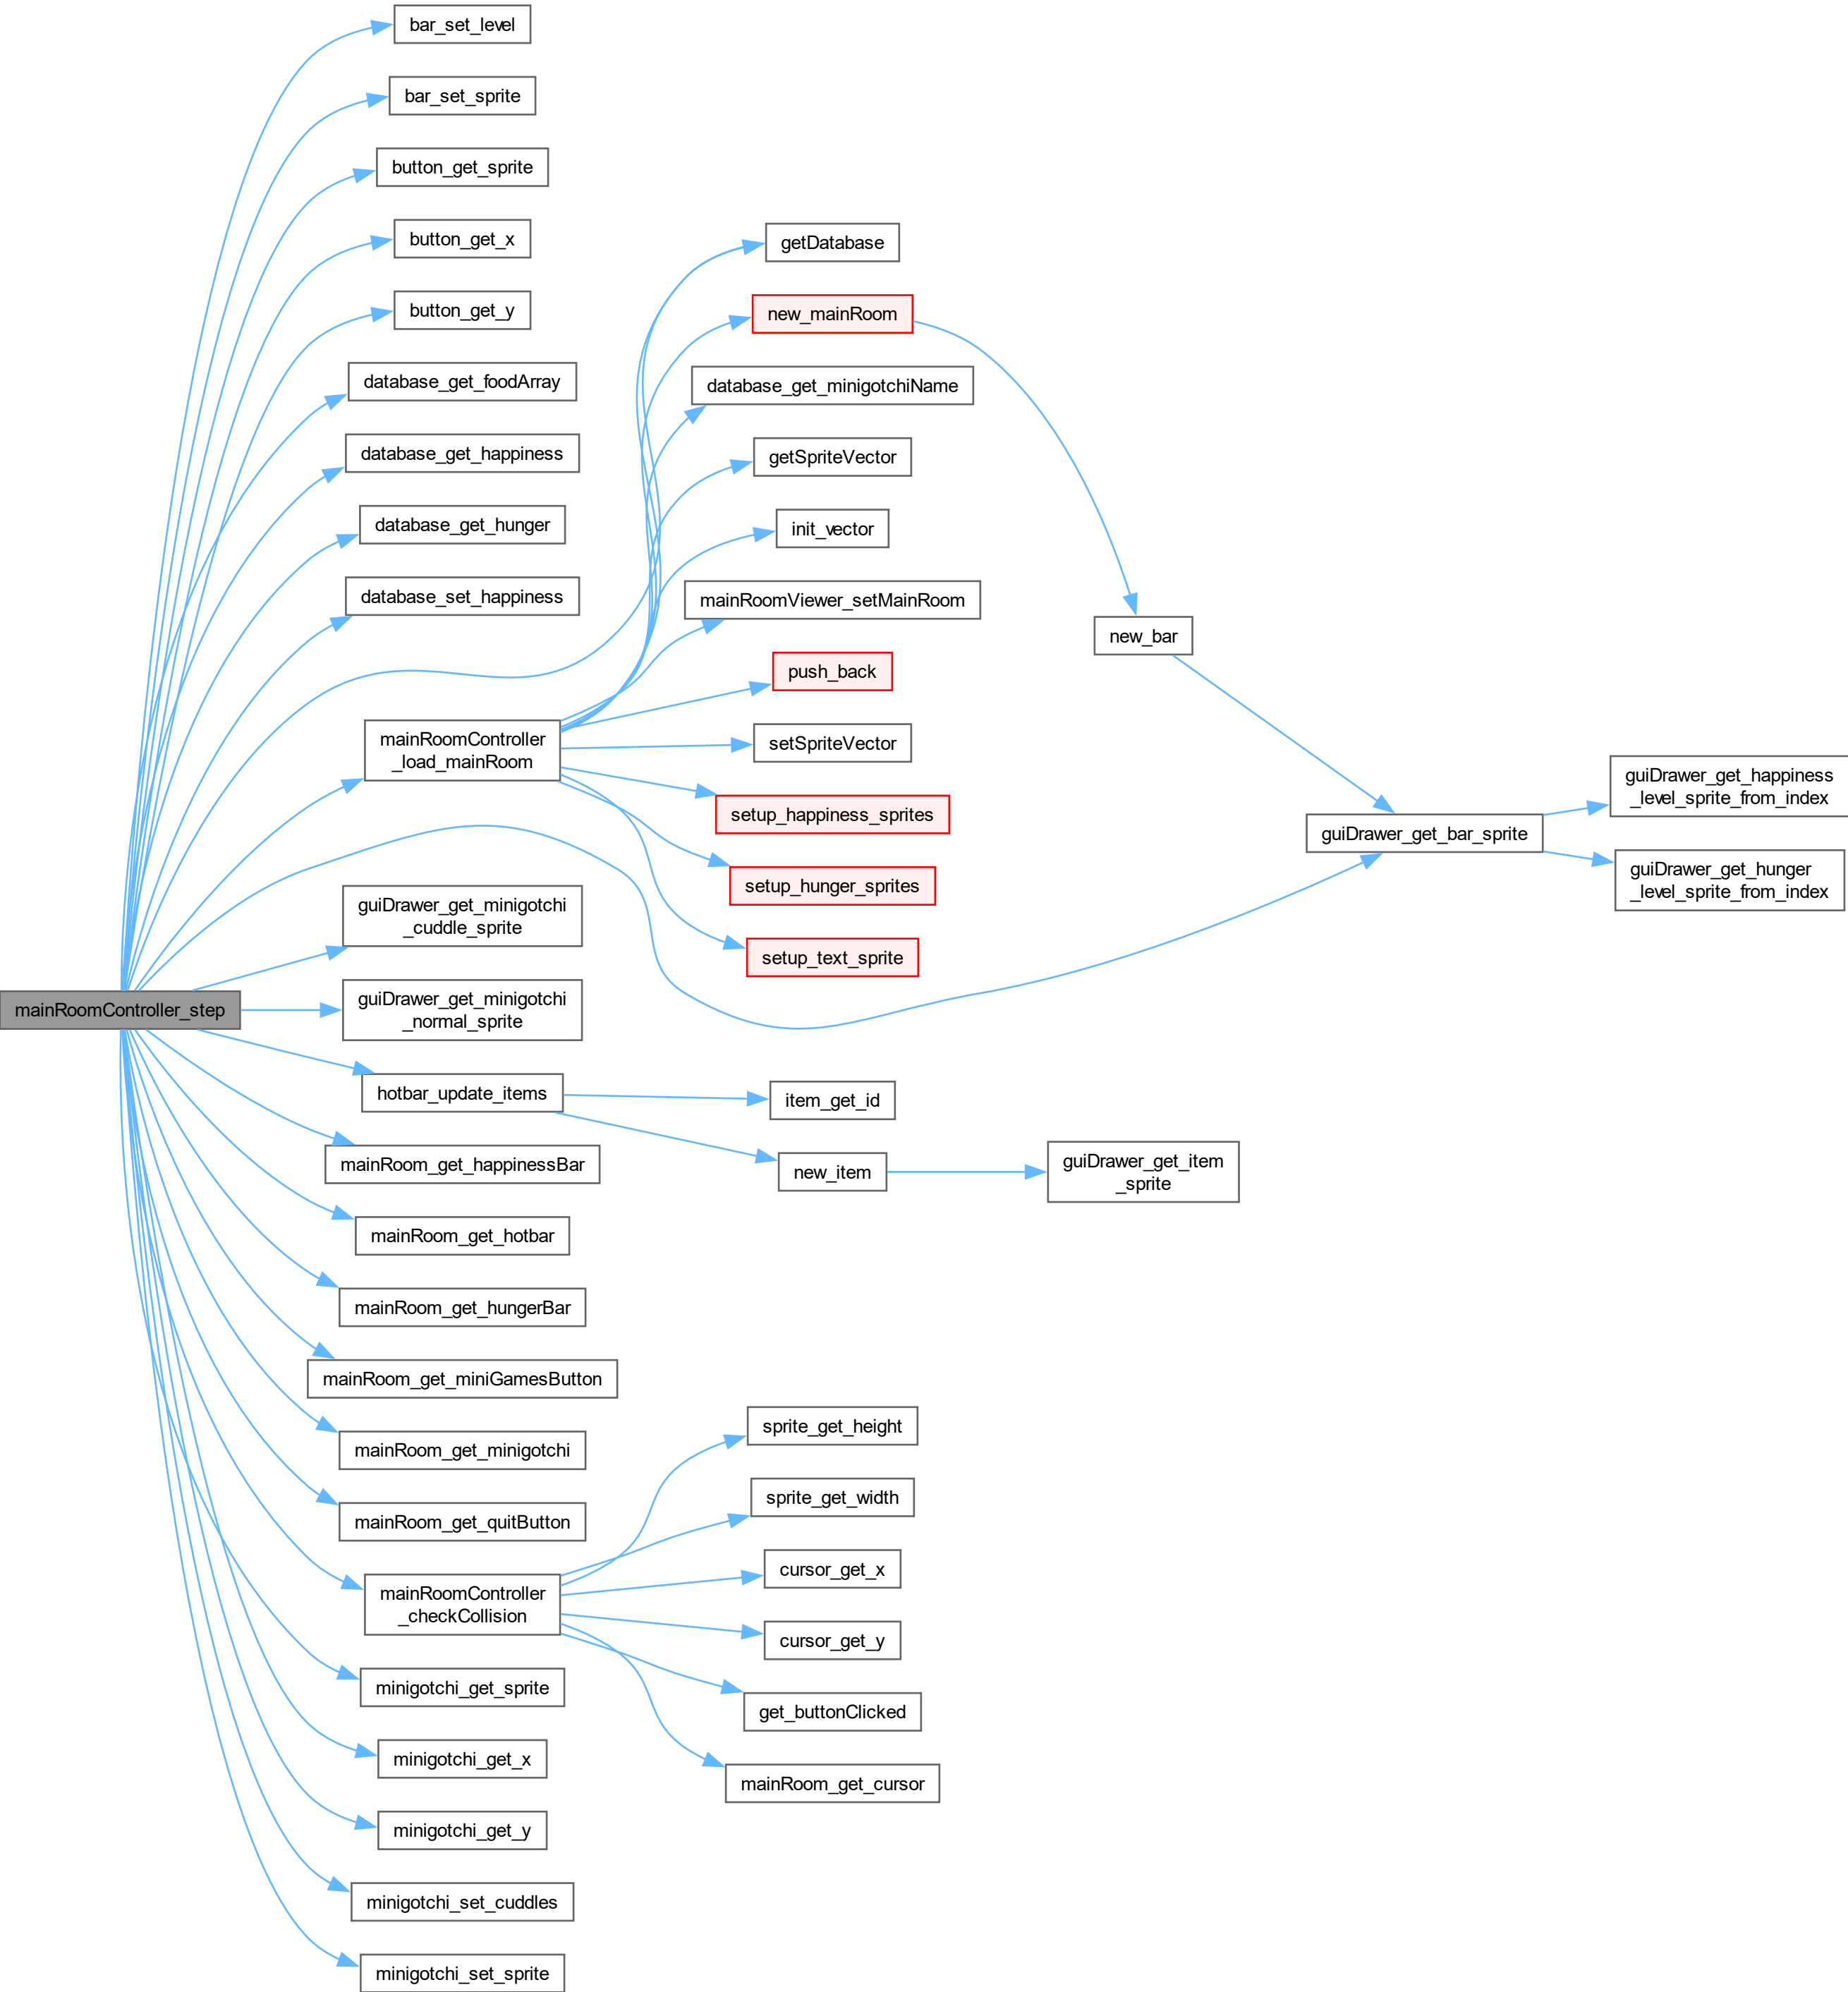 bar_set_level
bar_set_sprite
button_get_sprite
button_get_x
button_get_y
database_get_foodArray
database_get_happiness
database_get_hunger
database_set_happiness
mainRoomController
_load_mainRoom
guiDrawer_get_minigotchi
_cuddle_sprite
mainRoomController_step
guiDrawer_get_minigotchi
_normal_sprite
hotbar_update_items
mainRoom_get_happinessBar
mainRoom_get_hotbar
mainRoom_get_hungerBar
mainRoom_get_miniGamesButton
mainRoom_get_minigotchi
mainRoom_get_quitButton
mainRoomController
_checkCollision
minigotchi_get_sprite
minigotchi_get_x
minigotchi_get_y
minigotchi_set_cuddles
minigotchi_set_sprite
getDatabase
new_mainRoom
database_get_minigotchiName
getSpriteVector
init_vector
mainRoomViewer_setMainRoom
push_back
setSpriteVector
setup_happiness_sprites
setup_hunger_sprites
setup_text_sprite
item_get_id
new_item
sprite_get_height
sprite_get_width
cursor_get_x
cursor_get_y
get_buttonClicked
mainRoom_get_cursor
new_bar
guiDrawer_get_item
_sprite
guiDrawer_get_bar_sprite
guiDrawer_get_happiness
_level_sprite_from_index
guiDrawer_get_hunger
_level_sprite_from_index